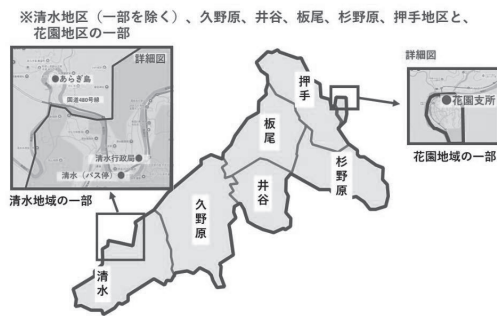 ※清水地区（一部を除く）、久野原、井谷、板尾、杉野原、押手地区と、
花園地区の一部
詳細図
あらぎ島
国道480号線
清水行政局
清水（バス停）
清水地域の一部
詳細図
花園支所
花園地域の一部
押手
板尾
杉野原
井谷
久野原
清水